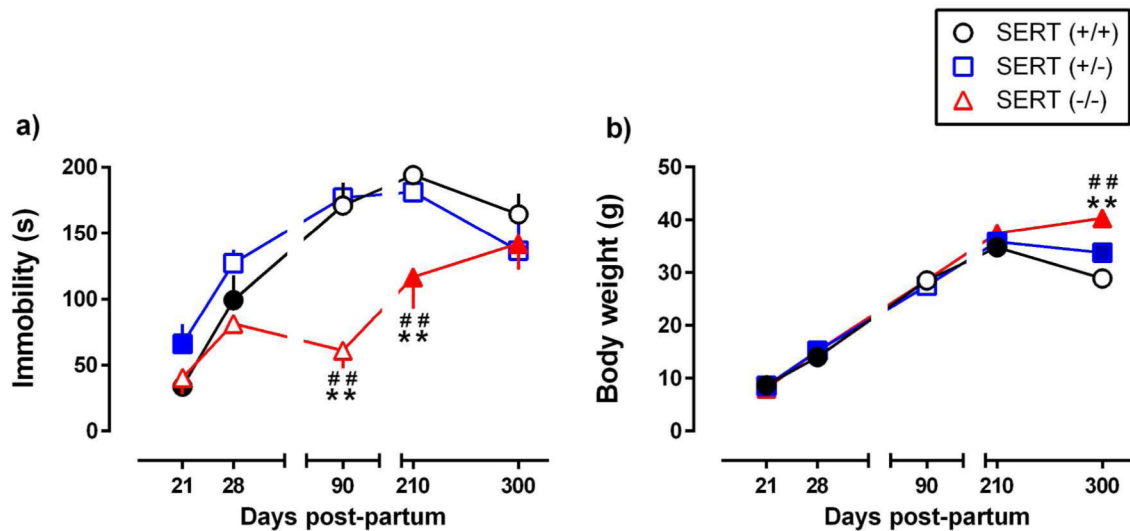 SERT (+/+)
SERT (+/-)
SERT (-/-)
a)
Immobility (s)
200
150
100
50
0
##
**
##
**
21 28 90 210 300
Days post-partum
b)
Body weight (g)
50
40
30
20
10
0
##
**
21 28 90 210 300
Days post-partum